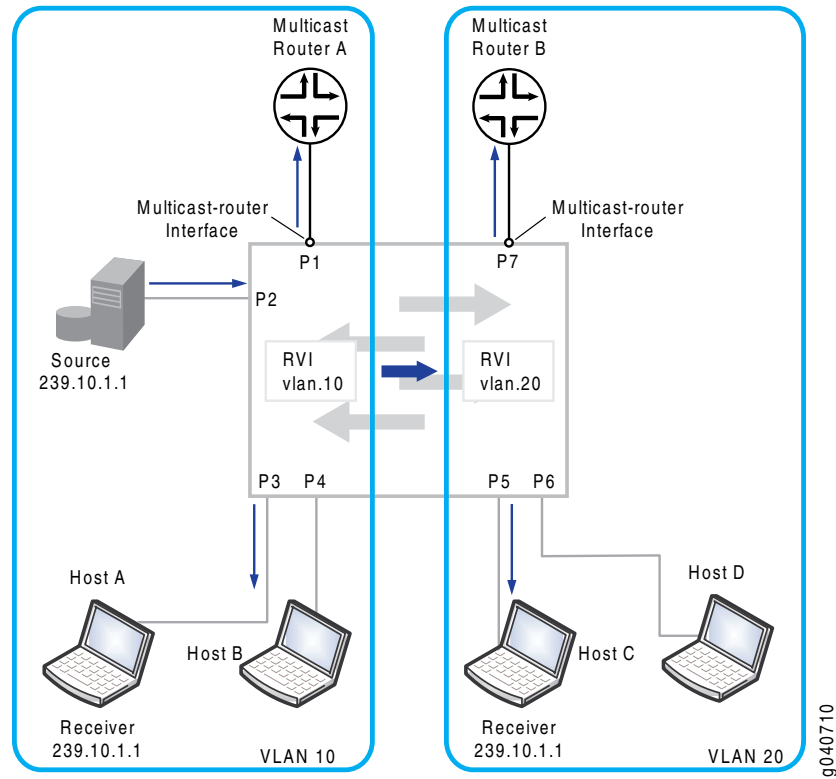 Multicast
Router A
Multicast
Router B
Multicast-router
Interface
Multicast-router
Interface
P1
P7
P2
Source
239.10.1.1
RVI
vlan.10
RVI
vlan.20
P3
P4
P5
P6
Host A
Host B
Host C
Host D
Receiver
239.10.1.1
VLAN 10
Receiver
239.10.1.1
VLAN 20
g040710